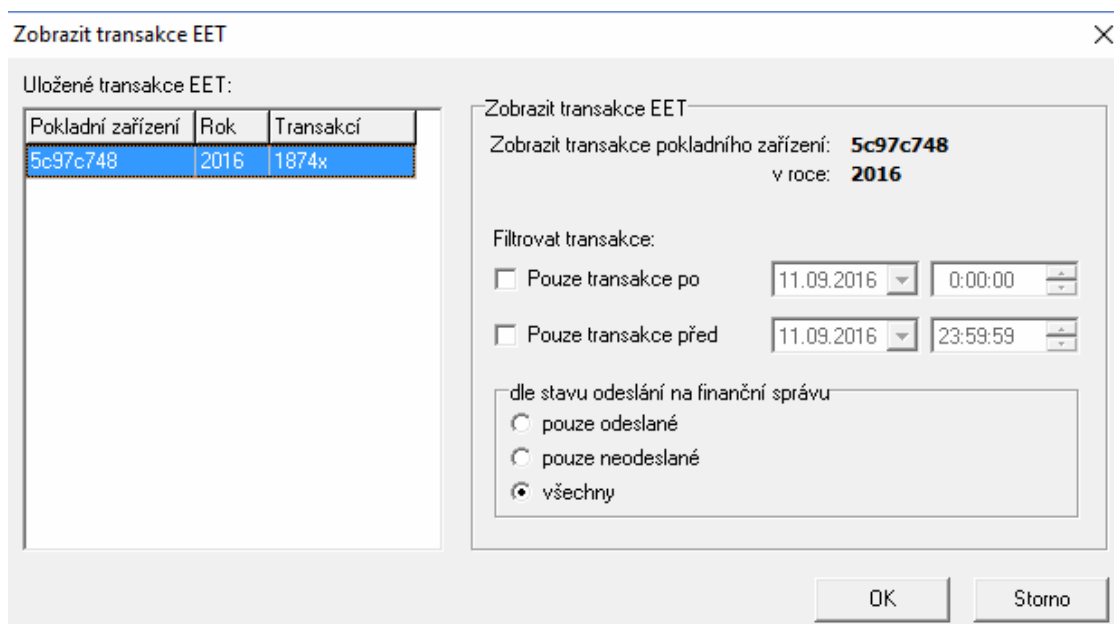 Zobrazit transakce EET
Uložené transakce EET:
Pokladní zařízení Rok Transakcí
5c97c748 2016 1874x
Zobrazit transakce EET
Zobrazit transakce pokladního zařízení: 5c97c748
v roce: 2016
Filtrovat transakce:
Pouze transakce po 11.09.2016 0:00:00
Pouze transakce před 11.09.2016 23:59:59
dle stavu odeslání na finanční správu
pouze odeslané
pouze neodeslané
všechny
OK Storno